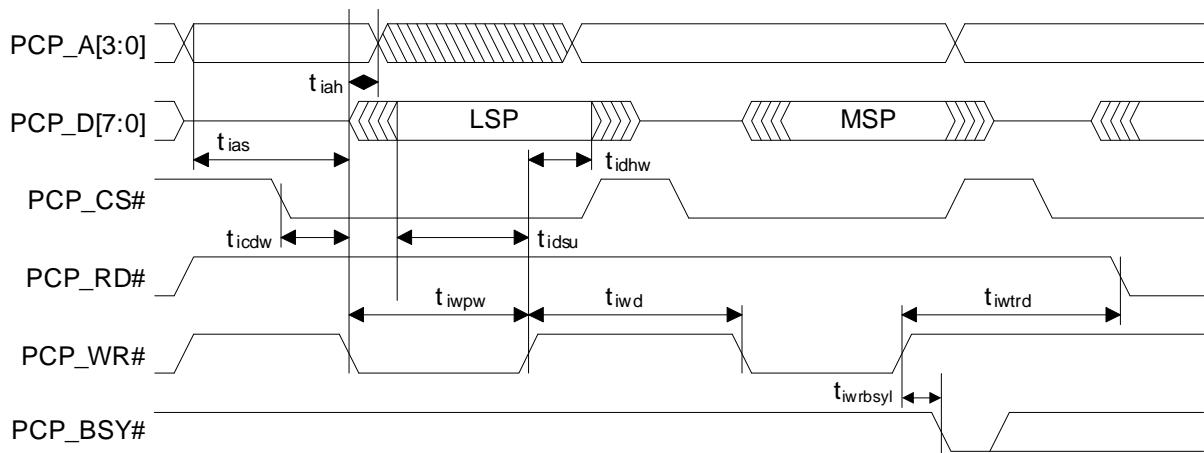 PCP_A[3:0]
t iah
PCP_D[7:0]
LSP
MSP
t ias
t idhw
PCP_CS#
t icdw
t idsu
PCP_RD#
t iwpw
t iwd
t iwtrd
PCP_WR#
t iwrbsyl
PCP_BSY#